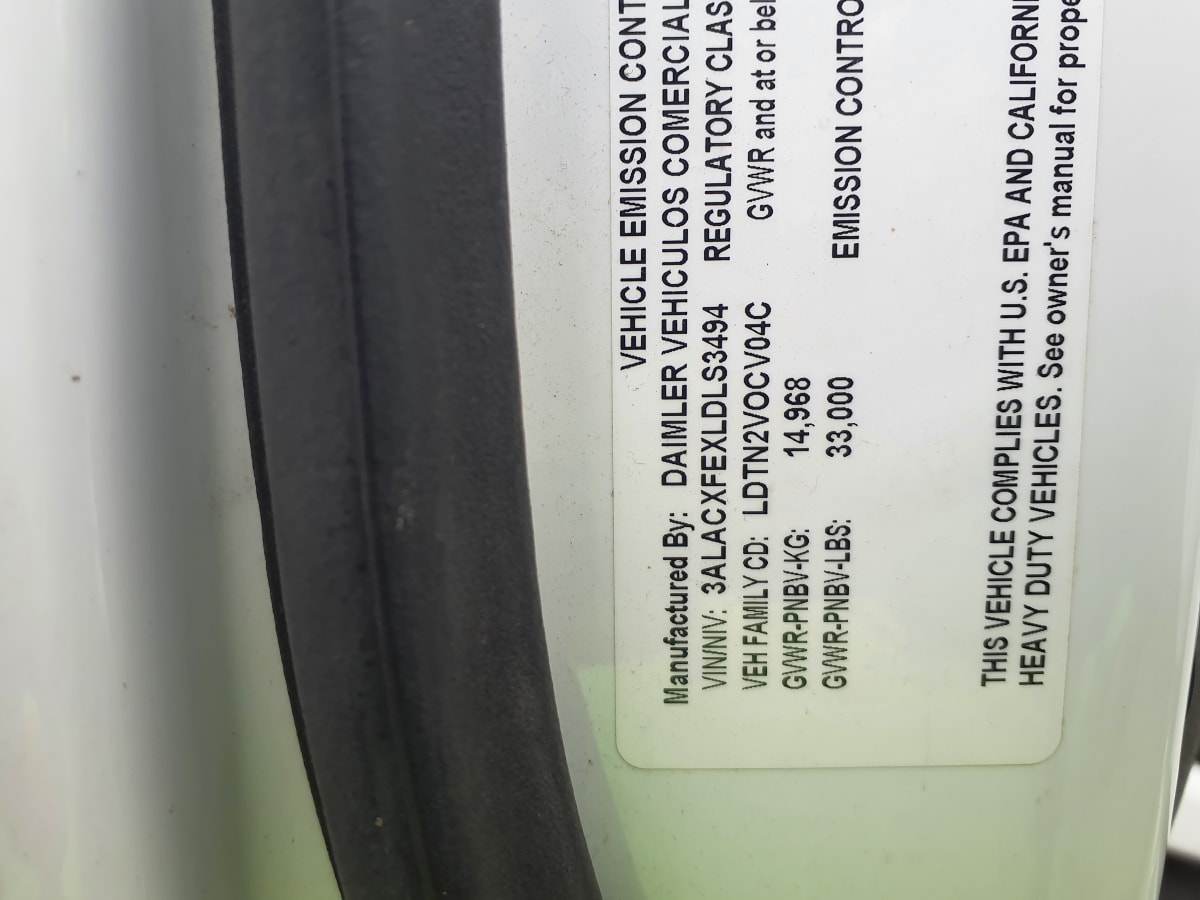 VEHICLE EMISSION CONT
Manufactured By: DAIMLER VEHICULOS COMERCIAL
VIN/NIV: 3ALACXFEXLDLS3494 REGULATORY CLAS
VEH FAMILY CD: LDTN2VOCV04C GVWR and at or bel
GVWR-PNBV-KG: 14,968
GVWR-PNBV-LBS: 33,000 EMISSION CONTRO
THIS VEHICLE COMPLIES WITH U.S. EPA AND CALIFORNI
HEAVY DUTY VEHICLES. See owner's manual for prope